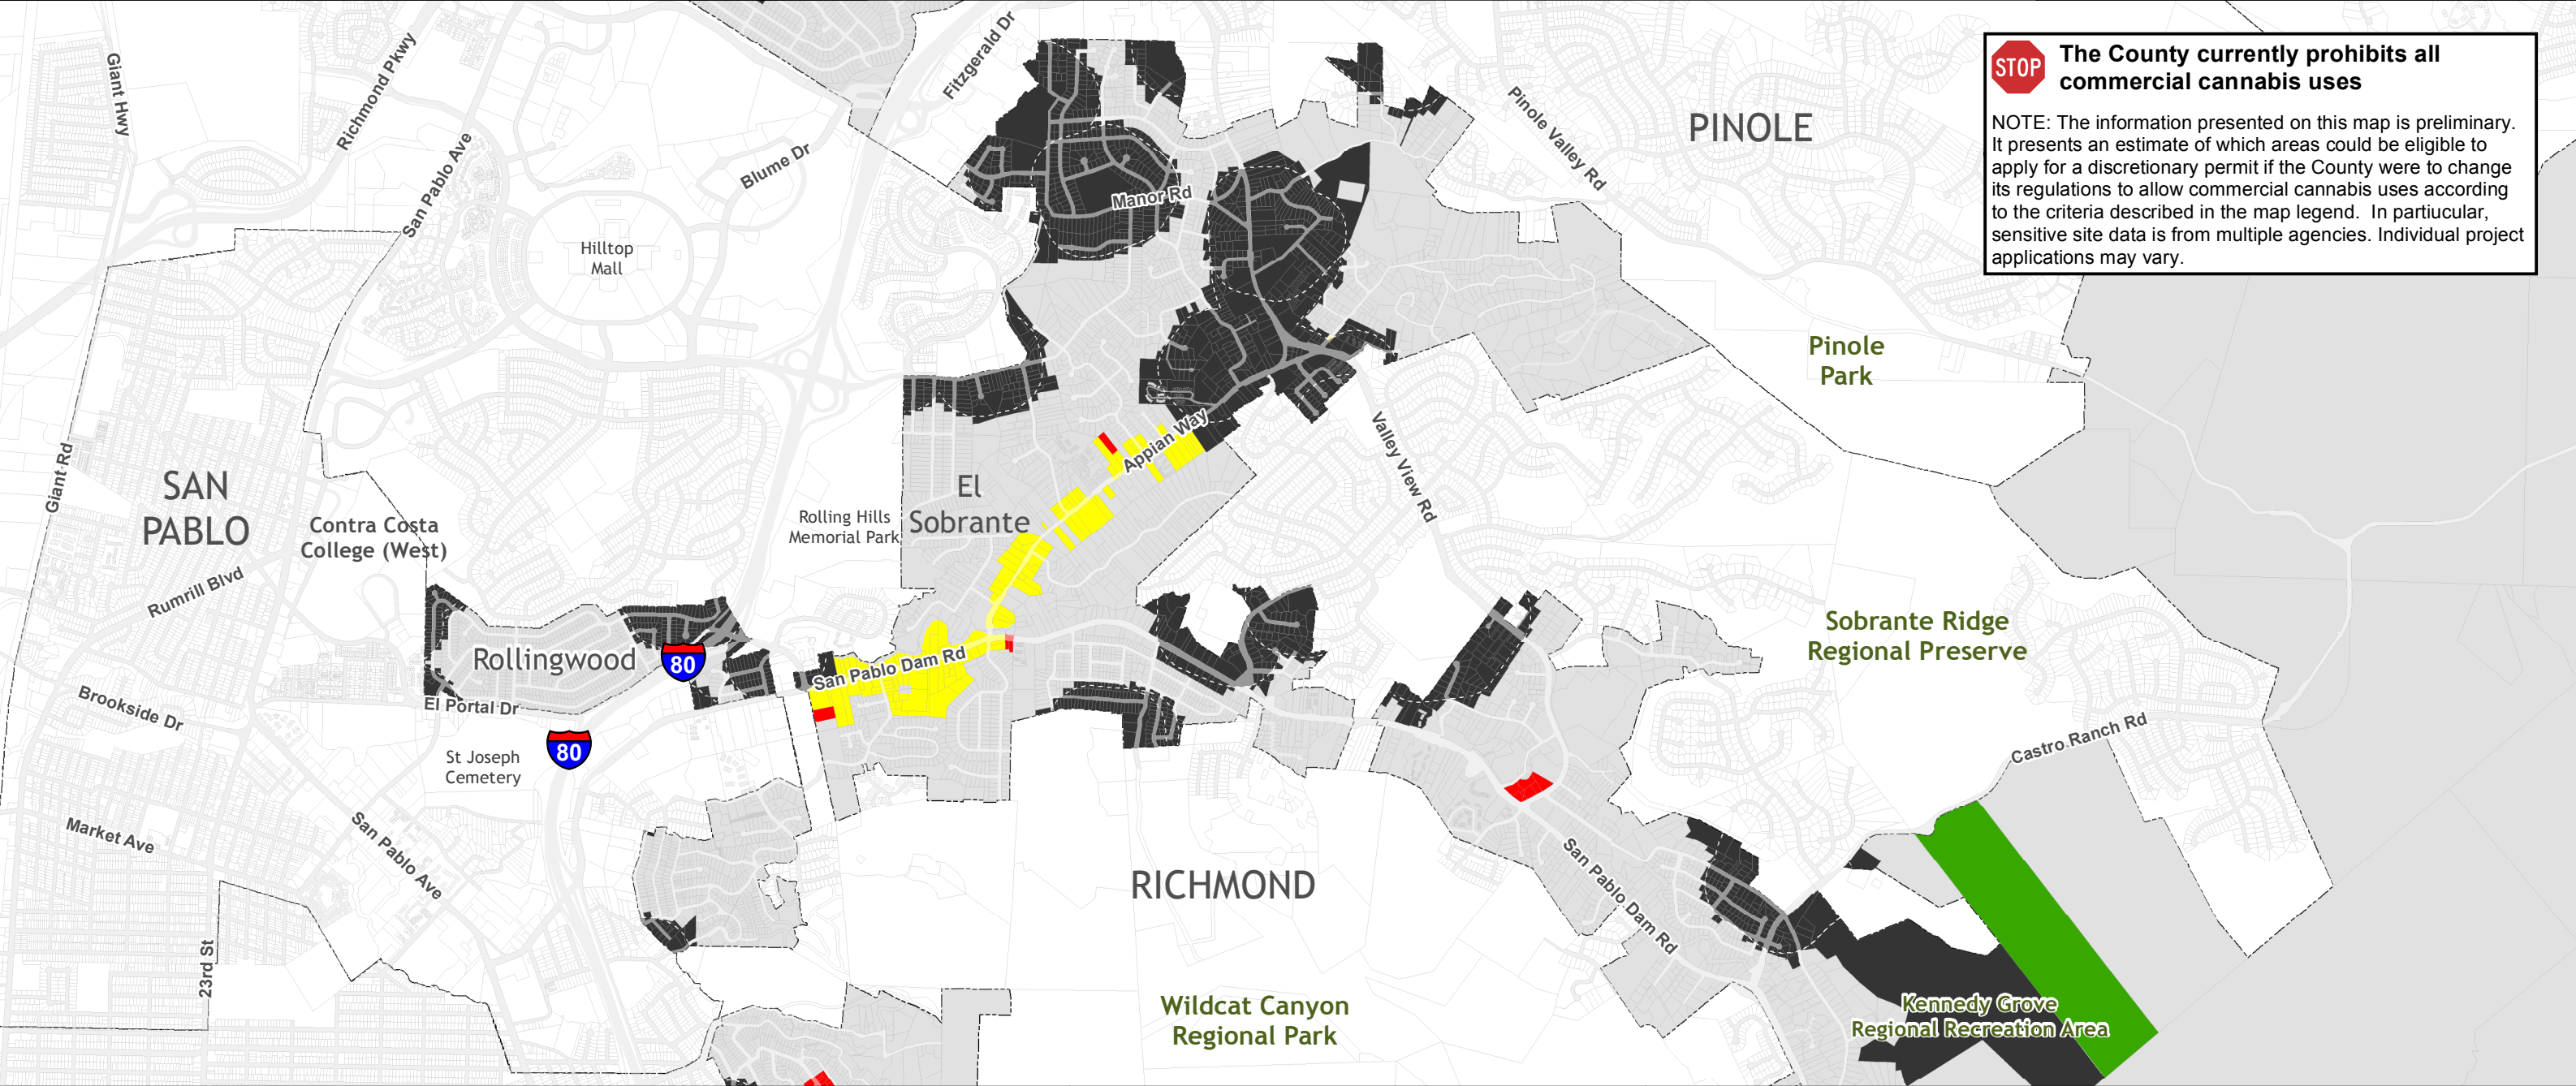 STOP
The County currently prohibits all
commercial cannabis uses
NOTE: The information presented on this map is preliminary.
It presents an estimate of which areas could be eligible to
apply for a discretionary permit if the County were to change
its regulations to allow commercial cannabis uses according
to the criteria described in the map legend. In partiucular,
sensitive site data is from multiple agencies. Individual project
applications may vary.
Giant Hwy
Richmond Pkwy
San Pablo Ave
Blume Dr
Fitzgerald Dr
Pinole Valley Rd
PINOLE
Manor Rd
Hilltop
Mall
Pinole
Park
Giant Rd
SAN
PABLO
Contra Costa
College (West)
Rumrill Blvd
Rolling Hills
Memorial Park
El
Sobrante
Appian Way
Valley View Rd
Sobrante Ridge
Regional Preserve
Rollingwood
80
San Pablo Dam Rd
Brookside Dr
El Portal Dr
80
St Joseph
Cemetery
Castro Ranch Rd
Market Ave
San Pablo Ave
RICHMOND
San Pablo Dam Rd
23rd St
Wildcat Canyon
Regional Park
Kennedy Grove
Regional Recreation Area